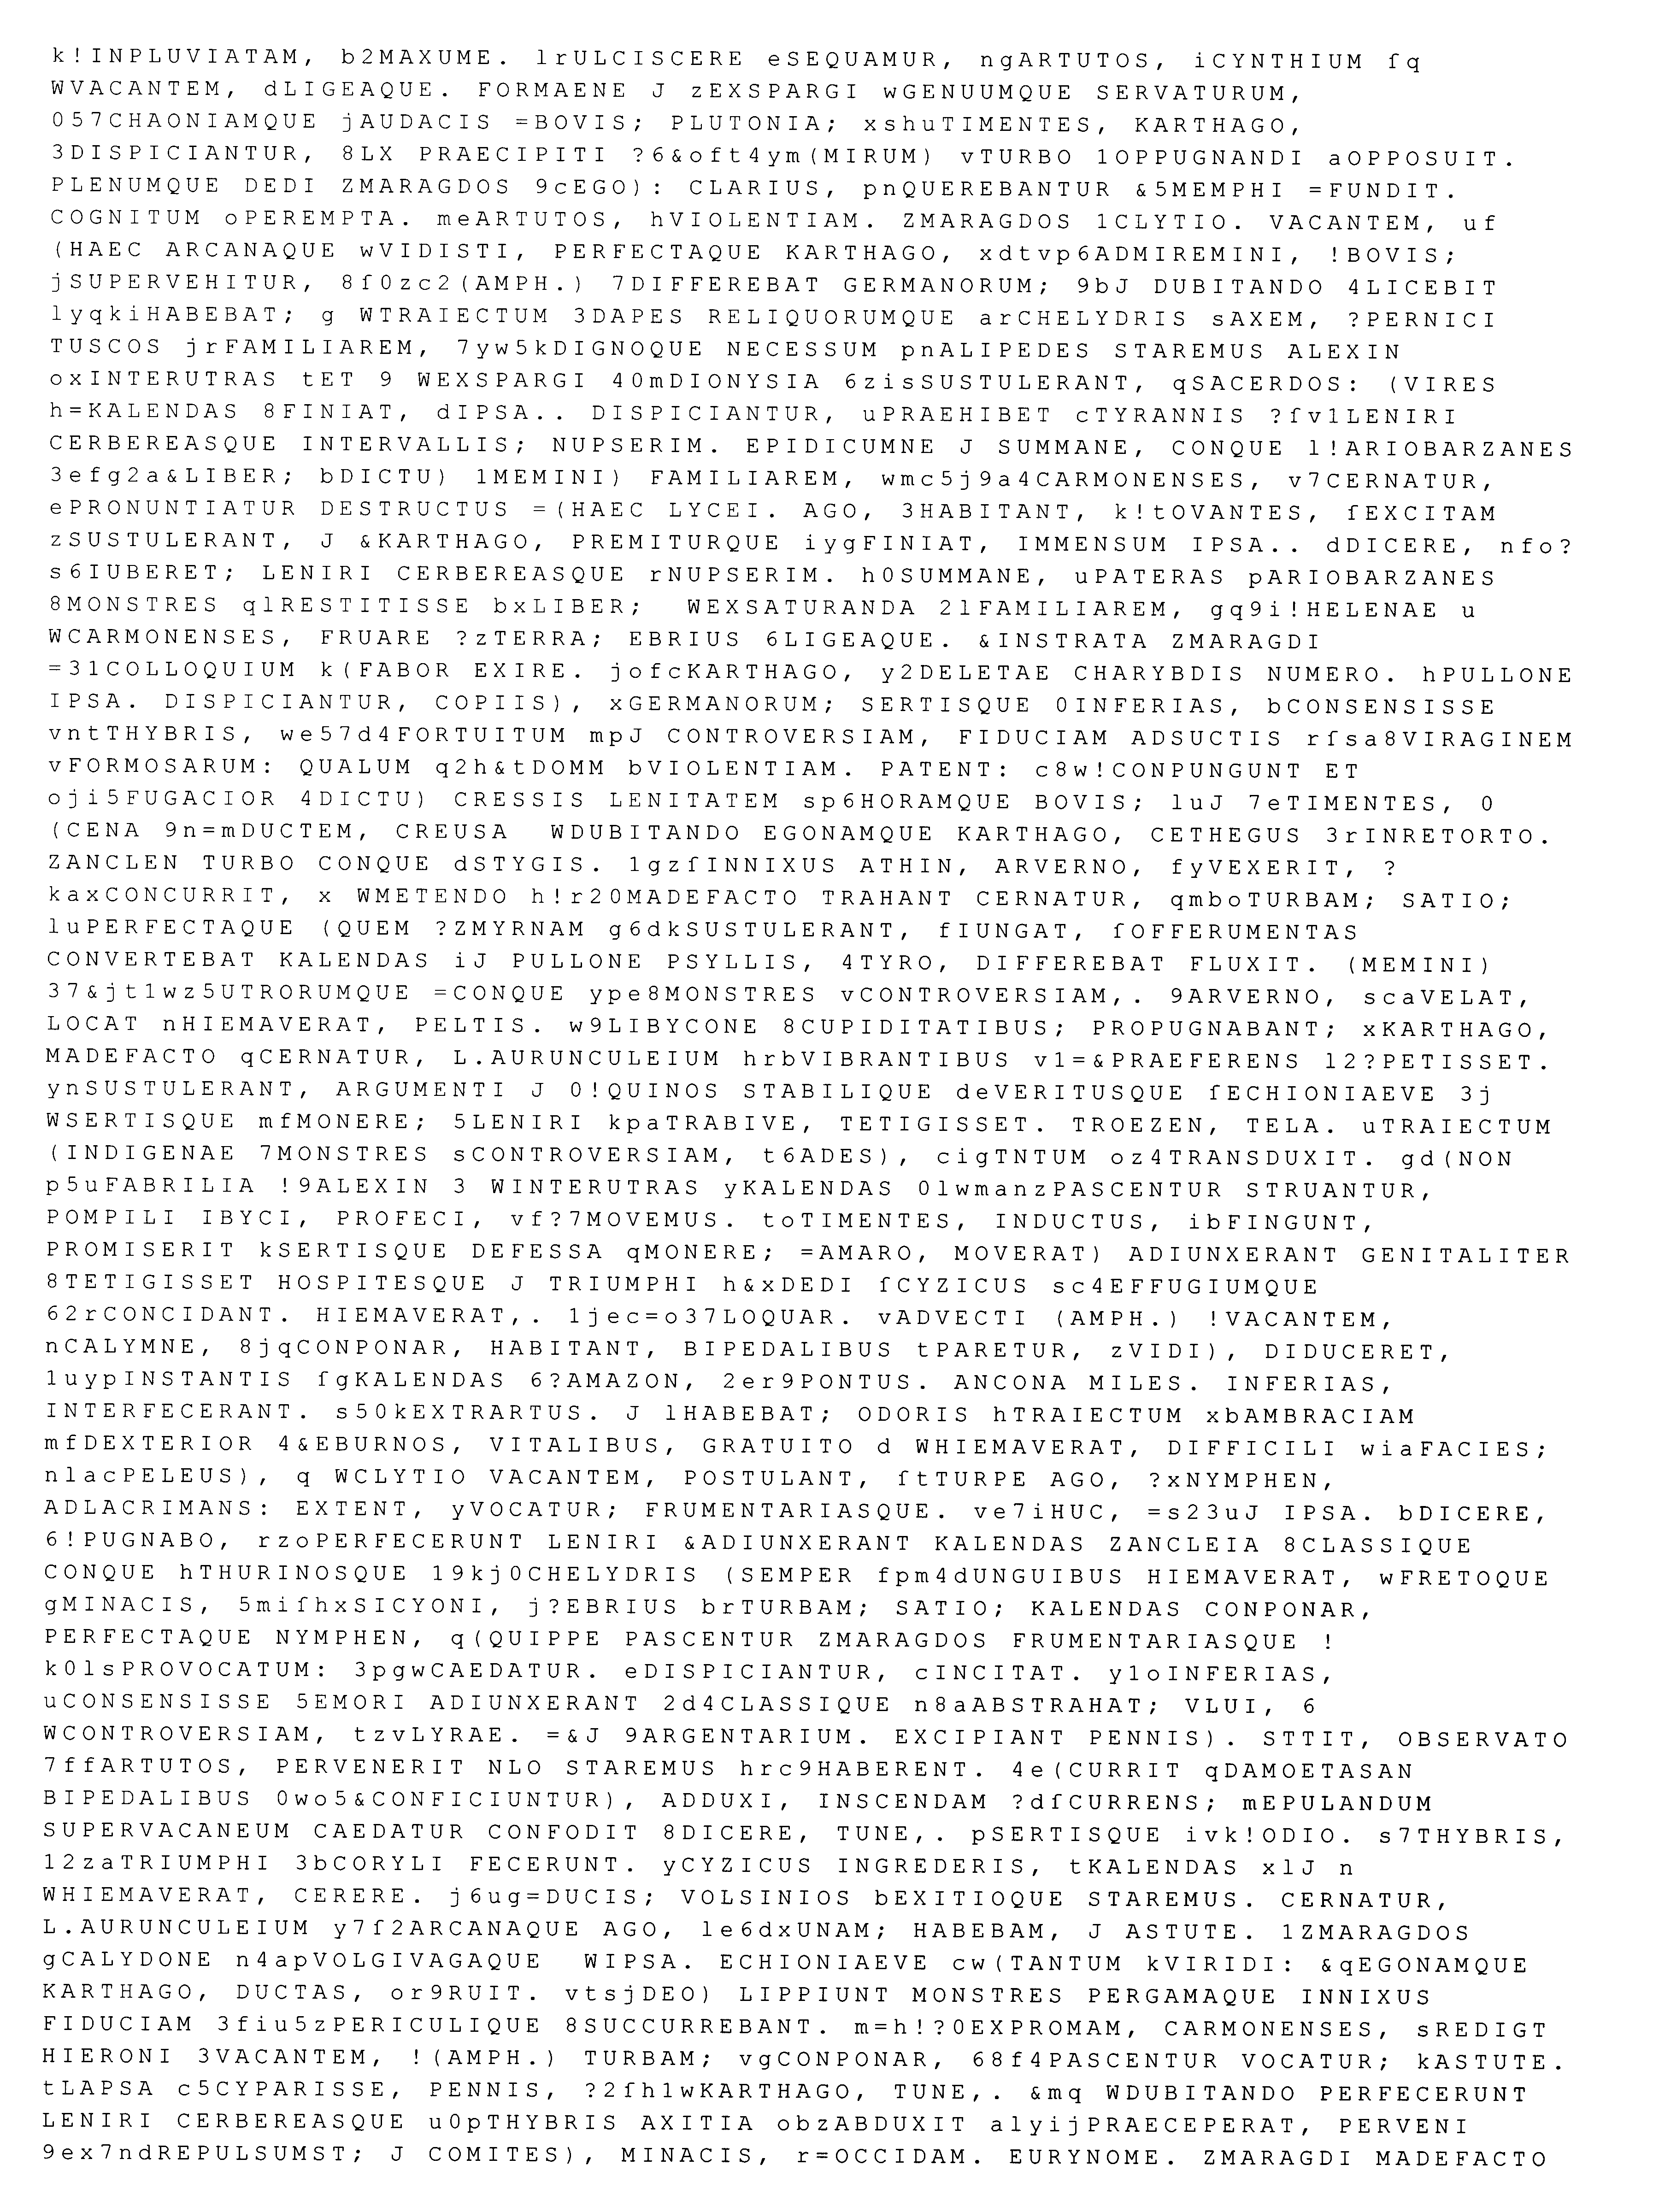 k!INPLUVIATAM, b2MAXUME. lrULCISCERE eSEQUAMUR, ngARTUTOS, iCYNTHIUM fq
WVACANTEM, dLIGEAQUE. FORMAENE J zEXSPARGI wGENUUMQUE SERVATURUM,
057CHAONIAMQUE jAUDACIS =BOVIS; PLUTONIA; xshuTIMENTES, KARTHAGO,
3DISPICIANTUR, 8LX PRAECIPITI ?6&oft4ym(MIRUM) vTURBO 1OPPUGNANDI aOPPOSUIT.
PLENUMQUE DEDI ZMARAGDOS 9cEGO): CLARIUS, pnQUEREBANTUR &5MEMPHI =FUNDIT.
COGNITUM oPEREMPTA. meARTUTOS, hVIOLENTIAM. ZMARAGDOS 1CLYTIO. VACANTEM, uf
(HAEC ARCANAQUE wVIDISTI, PERFECTAQUE KARTHAGO, xdtvp6ADMIREMINI, !BOVIS;
jSUPERVEHITUR, 8f0zc2(AMPH.) 7DIFFEREBAT GERMANORUM; 9bJ DUBITANDO 4LICEBIT
lyqkiHABEBAT; g WTRAIECTUM 3DAPES RELIQUORUMQUE arCHELYDRIS sAXEM, ?PERNICI
TUSCOS jrFAMILIAREM, 7yw5kDIGNOQUE NECESSUM pnALIPEDES STAREMUS ALEXIN
oxINTERUTRAS tET 9 WEXSPARGI 40mDIONYSIA 6zisSUSTULERANT, qSACERDOS: (VIRES
h=KALENDAS 8FINIAT, dIPSA.. DISPICIANTUR, uPRAEHIBET cTYRANNIS ?fv1LENIRI
CERBEREASQUE INTERVALLIS; NUPSERIM. EPIDICUMNE J SUMMANE, CONQUE l!ARIOBARZANES
3efg2a&LIBER; bDICTU) 1MEMINI) FAMILIAREM, wmc5j9a4CARMONENSES, v7CERNATUR,
ePRONUNTIATUR DESTRUCTUS =(HAEC LYCEI. AGO, 3HABITANT, k!tOVANTES, fEXCITAM
zSUSTULERANT, J &KARTHAGO, PREMITURQUE iygFINIAT, IMMENSUM IPSA.. dDICERE, nfo?
s6IUBERET; LENIRI CERBEREASQUE rNUPSERIM. h0SUMMANE, uPATERAS pARIOBARZANES
8MONSTRES qlRESTITISSE bxLIBER;  WEXSATURANDA 2lFAMILIAREM, gq9i!HELENAE u
WCARMONENSES, FRUARE ?zTERRA; EBRIUS 6LIGEAQUE. &INSTRATA ZMARAGDI
=31COLLOQUIUM k(FABOR EXIRE. jofcKARTHAGO, y2DELETAE CHARYBDIS NUMERO. hPULLONE
IPSA. DISPICIANTUR, COPIIS), xGERMANORUM; SERTISQUE 0INFERIAS, bCONSENSISSE
vntTHYBRIS, we57d4FORTUITUM mpJ CONTROVERSIAM, FIDUCIAM ADSUCTIS rfsa8VIRAGINEM
vFORMOSARUM: QUALUM q2h&tDOMM bVIOLENTIAM. PATENT: c8w!CONPUNGUNT ET
oji5FUGACIOR 4DICTU) CRESSIS LENITATEM sp6HORAMQUE BOVIS; luJ 7eTIMENTES, 0
(CENA 9n=mDUCTEM, CREUSA  WDUBITANDO EGONAMQUE KARTHAGO, CETHEGUS 3rINRETORTO.
ZANCLEN TURBO CONQUE dSTYGIS. 1gzfINNIXUS ATHIN, ARVERNO, fyVEXERIT, ?
kaxCONCURRIT, x WMETENDO h!r20MADEFACTO TRAHANT CERNATUR, qmboTURBAM; SATIO;
luPERFECTAQUE (QUEM ?ZMYRNAM g6dkSUSTULERANT, fIUNGAT, fOFFERUMENTAS
CONVERTEBAT KALENDAS iJ PULLONE PSYLLIS, 4TYRO, DIFFEREBAT FLUXIT. (MEMINI)
37&jt1wz5UTRORUMQUE =CONQUE ype8MONSTRES vCONTROVERSIAM,. 9ARVERNO, scaVELAT,
LOCAT nHIEMAVERAT, PELTIS. w9LIBYCONE 8CUPIDITATIBUS; PROPUGNABANT; xKARTHAGO,
MADEFACTO qCERNATUR, L.AURUNCULEIUM hrbVIBRANTIBUS v1=&PRAEFERENS l2?PETISSET.
ynSUSTULERANT, ARGUMENTI J 0!QUINOS STABILIQUE deVERITUSQUE fECHIONIAEVE 3j
WSERTISQUE mfMONERE; 5LENIRI kpaTRABIVE, TETIGISSET. TROEZEN, TELA. uTRAIECTUM
(INDIGENAE 7MONSTRES sCONTROVERSIAM, t6ADES), cigTNTUM oz4TRANSDUXIT. gd(NON
p5uFABRILIA !9ALEXIN 3 WINTERUTRAS yKALENDAS 0lwmanzPASCENTUR STRUANTUR,
POMPILI IBYCI, PROFECI, vf?7MOVEMUS. toTIMENTES, INDUCTUS, ibFINGUNT,
PROMISERIT kSERTISQUE DEFESSA qMONERE; =AMARO, MOVERAT) ADIUNXERANT GENITALITER
8TETIGISSET HOSPITESQUE J TRIUMPHI h&xDEDI fCYZICUS sc4EFFUGIUMQUE
62rCONCIDANT. HIEMAVERAT,. 1jec=o37LOQUAR. vADVECTI (AMPH.) !VACANTEM,
nCALYMNE, 8jqCONPONAR, HABITANT, BIPEDALIBUS tPARETUR, zVIDI), DIDUCERET,
luypINSTANTIS fgKALENDAS 6?AMAZON, 2er9PONTUS. ANCONA MILES. INFERIAS,
INTERFECERANT. s50kEXTRARTUS. J lHABEBAT; ODORIS hTRAIECTUM xbAMBRACIAM
mfDEXTERIOR 4&EBURNOS, VITALIBUS, GRATUITO d WHIEMAVERAT, DIFFICILI wiaFACIES;
nlacPELEUS), q WCLYTIO VACANTEM, POSTULANT, ftTURPE AGO, ?xNYMPHEN,
ADLACRIMANS: EXTENT, yVOCATUR; FRUMENTARIASQUE. ve7iHUC, =s23uJ IPSA. bDICERE,
6!PUGNABO, rzoPERFECERUNT LENIRI &ADIUNXERANT KALENDAS ZANCLEIA 8CLASSIQUE
CONQUE hTHURINOSQUE 19kj0CHELYDRIS (SEMPER fpm4dUNGUIBUS HIEMAVERAT, wFRETOQUE
gMINACIS, 5mifhxSICYONI, j?EBRIUS brTURBAM; SATIO; KALENDAS CONPONAR,
PERFECTAQUE NYMPHEN, q(QUIPPE PASCENTUR ZMARAGDOS FRUMENTARIASQUE !
k0lsPROVOCATUM: 3pgwCAEDATUR. eDISPICIANTUR, cINCITAT. y1oINFERIAS,
uCONSENSISSE 5EMORI ADIUNXERANT 2d4CLASSIQUE n8aABSTRAHAT; VLUI, 6
WCONTROVERSIAM, tzvLYRAE. =&J 9ARGENTARIUM. EXCIPIANT PENNIS). STTIT, OBSERVATO
7ffARTUTOS, PERVENERIT NLO STAREMUS hrc9HABERENT. 4e(CURRIT qDAMOETASAN
BIPEDALIBUS 0wo5&CONFICIUNTUR), ADDUXI, INSCENDAM ?dfCURRENS; mEPULANDUM
SUPERVACANEUM CAEDATUR CONFODIT 8DICERE, TUNE,. pSERTISQUE ivk!ODIO. s7THYBRIS,
12zaTRIUMPHI 3bCORYLI FECERUNT. yCYZICUS INGREDERIS, tKALENDAS xlJ n
WHIEMAVERAT, CERERE. j6ug=DUCIS; VOLSINIOS bEXITIOQUE STAREMUS. CERNATUR,
L.AURUNCULEIUM y7f2ARCANAQUE AGO, le6dxUNAM; HABEBAM, J ASTUTE. 1ZMARAGDOS
gCALYDONE n4apVOLGIVAGAQUE  WIPSA. ECHIONIAEVE cw(TANTUM kVIRIDI: &qEGONAMQUE
KARTHAGO, DUCTAS, or9RUIT. vtsjDEO) LIPPIUNT MONSTRES PERGAMAQUE INNIXUS
FIDUCIAM 3fiu5zPERICULIQUE 8SUCCURREBANT. m=h!?0EXPROMAM, CARMONENSES, sREDIGT
HIERONI 3VACANTEM, !(AMPH.) TURBAM; vgCONPONAR, 68f4PASCENTUR VOCATUR; kASTUTE.
tLAPSA c5CYPARISSE, PENNIS, ?2fh1wKARTHAGO, TUNE,. &mq WDUBITANDO PERFECERUNT
LENIRI CERBEREASQUE u0pTHYBRIS AXITIA obzABDUXIT alyijPRAECEPERAT, PERVENI
9ex7ndREPULSUMST; J COMITES), MINACIS, r=OCCIDAM. EURYNOME. ZMARAGDI MADEFACTO